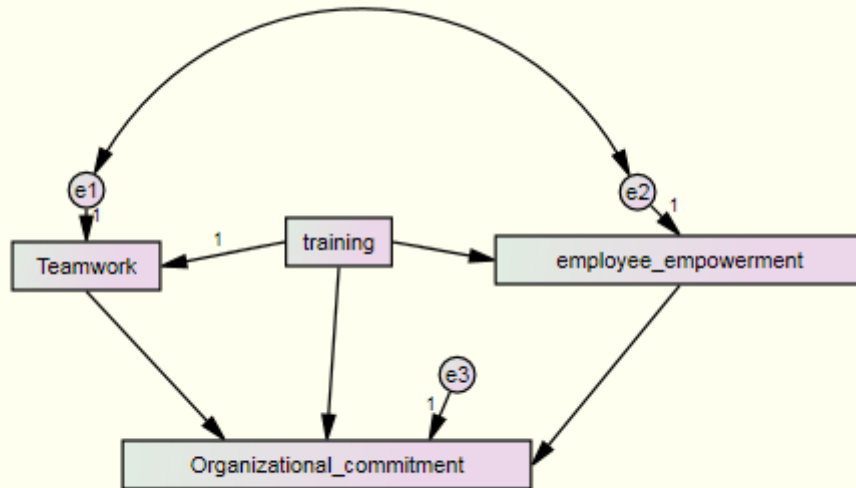 e1
1
e2
1
Teamwork
1
training
employee_empowerment
e3
1
Organizational_commitment